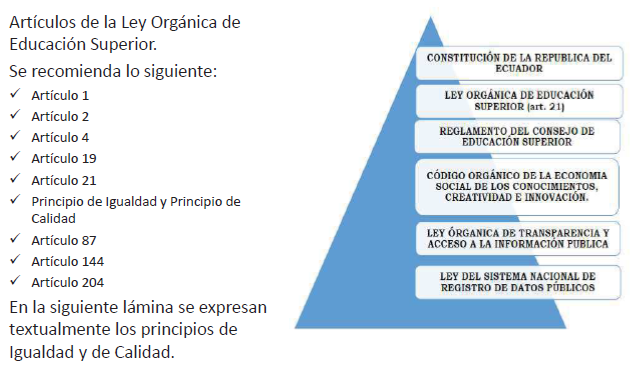 Artículos de la Ley Orgánica de
Educación Superior.
Se recomienda lo siguiente:
✓ Artículo 1
✓ Artículo 2
✓ Artículo 4
✓ Artículo 19
✓ Artículo 21
✓ Principio de Igualdad y Principio de
Calidad
✓ Artículo 87
✓ Artículo 144
✓ Artículo 204
En la siguiente lámina se expresan
textualmente los principios de
Igualdad y de Calidad.
CONSTITUCIÓN DE LA REPUBLICA DEL
ECUADOR
LEY ORGÁNICA DE EDUCACIÓN
SUPERIOR (art. 21)
REGLAMENTO DEL CONSEJO DE
EDUCACIÓN SUPERIOR
CÓDIGO ORGÁNICO DE LA ECONOMIA
SOCIAL DE LOS CONOCIMIENTOS,
CREATIVIDAD E INNOVACIÓN.
LEY ÓRGANICA DE TRANSPARENCIA Y
ACCESO A LA INFORMACIÓN PUBLICA
LEY DEL SISTEMA NACIONAL DE
REGISTRO DE DATOS PÚBLICOS